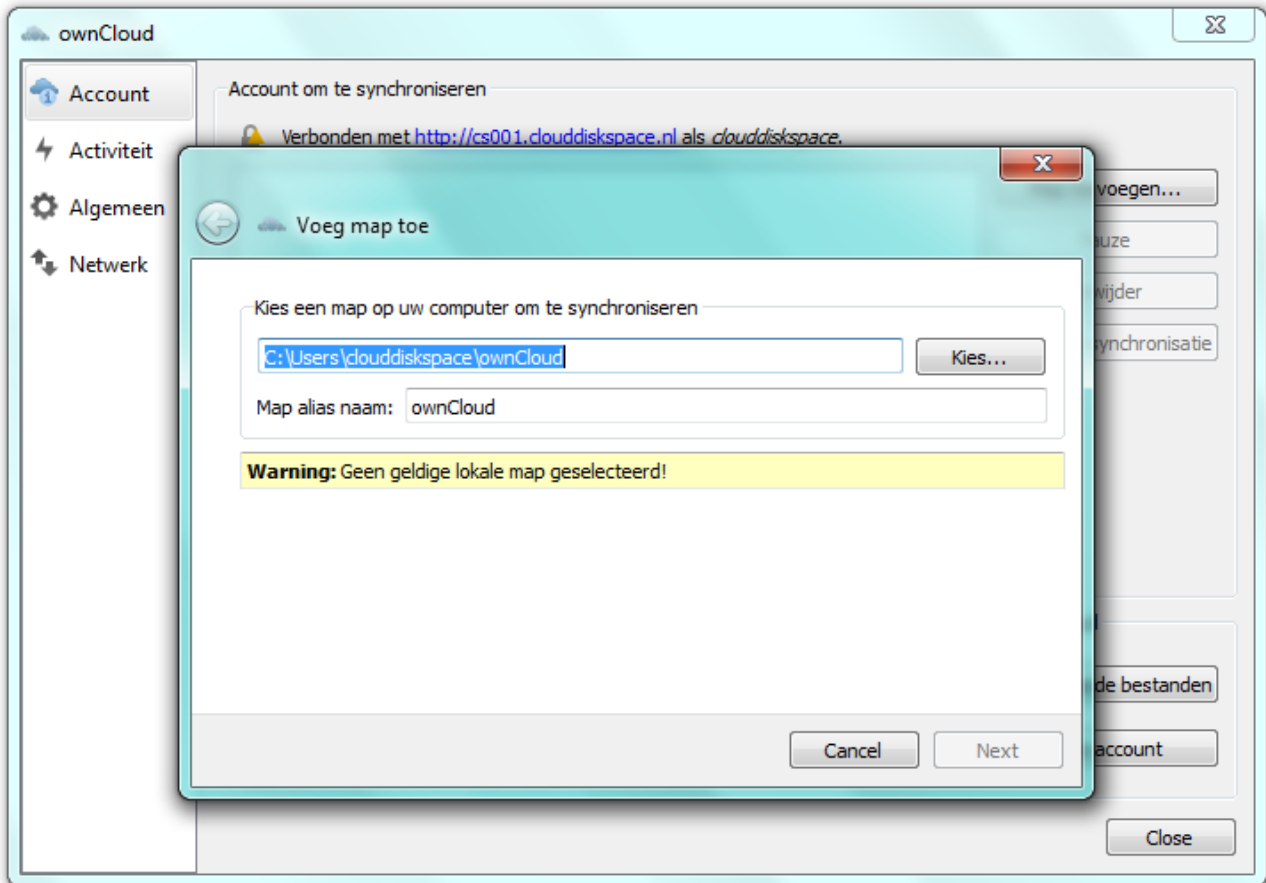 ownCloud
Account
Activiteit
Algemeen
Netwerk
Account om te synchroniseren
Verbonden met http://cs001.clouddiskspace.nl als clouddiskspace.
voegen...
auze
wijder
synchronisatie
Voeg map toe
Kies een map op uw computer om te synchroniseren
C:\Users\clouddiskspace\ownCloud
Kies...
Map alias naam: ownCloud
Warning: Geen geldige lokale map geselecteerd!
de bestanden
account
Cancel
Next
Close